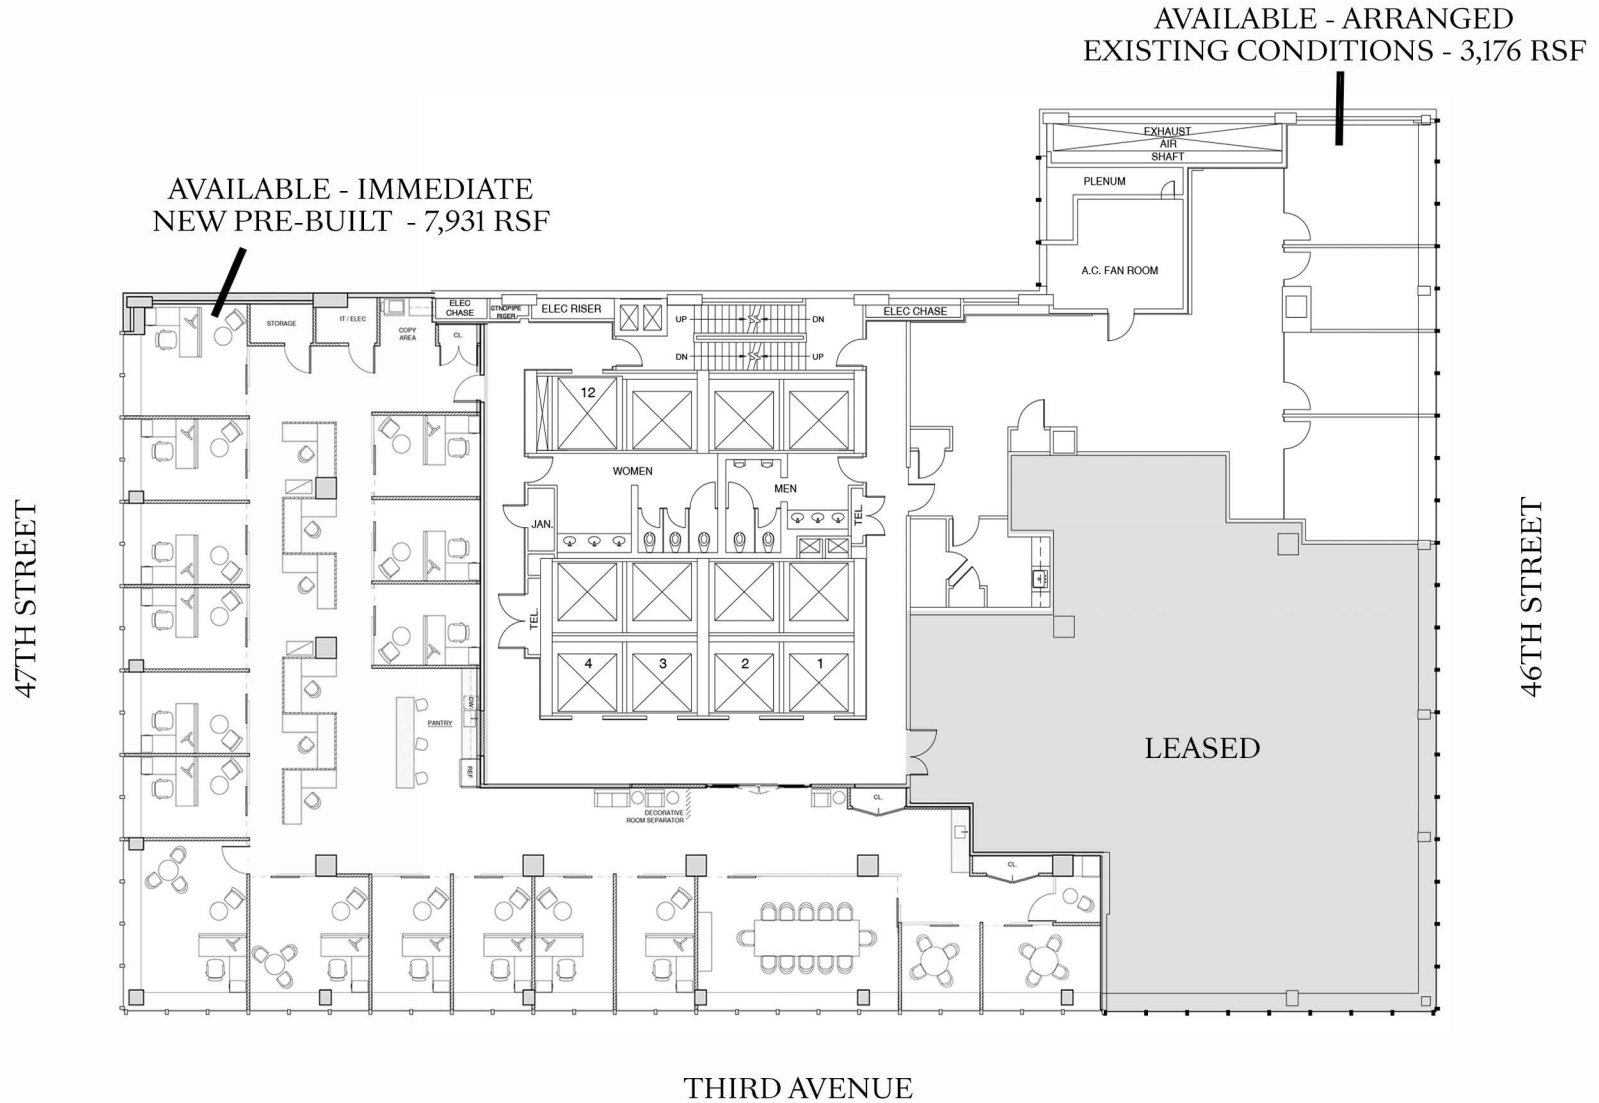 AVAILABLE - ARRANGED
EXISTING CONDITIONS - 3,176 RSF
AVAILABLE - IMMEDIATE
NEW PRE-BUILT - 7,931 RSF
EXHAUST
AIR
SHAFT
PLENUM
A.C. FAN ROOM
STORAGE
IT / ELEC
COPY
AREA
ELEC
CHASE
STNDPIPE
RISER
ELEC RISER
CL.
UP
DN
DN
UP
ELEC CHASE
12
WOMEN
MEN
JAN.
TEL.
TEL.
4
3
2
1
PANTRY
DW
REF
47TH STREET
46TH STREET
LEASED
DECORATIVE
ROOM SEPARATOR
CL.
CL.
THIRD AVENUE